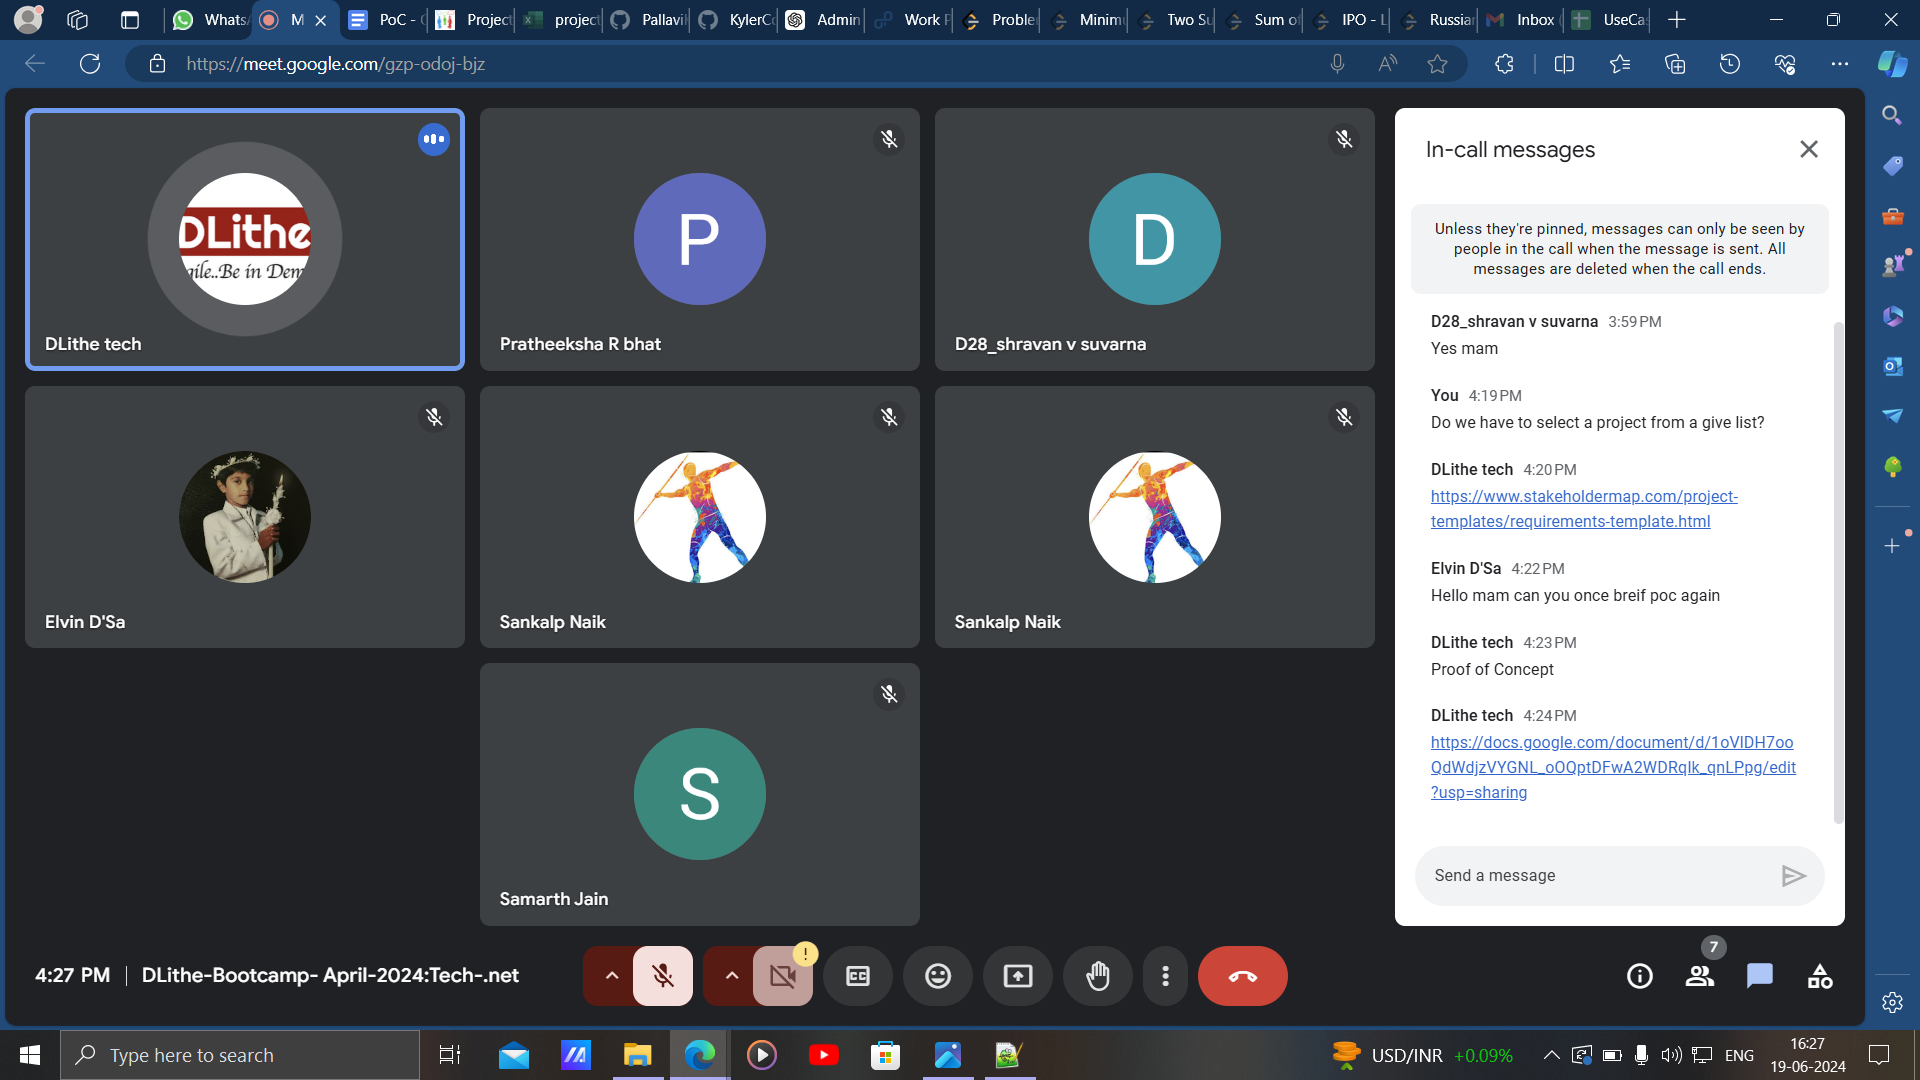 Whats
M
PoC -
Project
project
Pallavi
KylerCo
Admin
Work
Proble
Minim
Two Su
Sum o
IPO - L
Russia
Inbox
UseCa
https://meet.google.com/gzp-odoj-bjz
DLithe
gile..Be in Dem
DLithe tech
P
Pratheeksha R bhat
D
D28_shravan v suvarna
Elvin D'Sa
Sankalp Naik
Sankalp Naik
S
Samarth Jain
In-call messages
Unless they're pinned, messages can only be seen by
people in the call when the message is sent. All
messages are deleted when the call ends.
D28_shravan v suvarna 3:59 PM
Yes mam
You 4:19 PM
Do we have to select a project from a give list?
DLithe tech 4:20 PM
https://www.stakeholdermap.com/project-
templates/requirements-template.html
Elvin D'Sa 4:22 PM
Hello mam can you once breif poc again
DLithe tech 4:23 PM
Proof of Concept
DLithe tech 4:24 PM
https://docs.google.com/document/d/1oVIDH7oo
QdWdjzVYGNL_oOQptDFwA2WDRqlk_qnLPpg/edit
?usp=sharing
Send a message
4:27 PM | DLithe-Bootcamp- April-2024:Tech-.net
!
CC
7
Type here to search
USD/INR +0.09%
ENG
16:27
19-06-2024